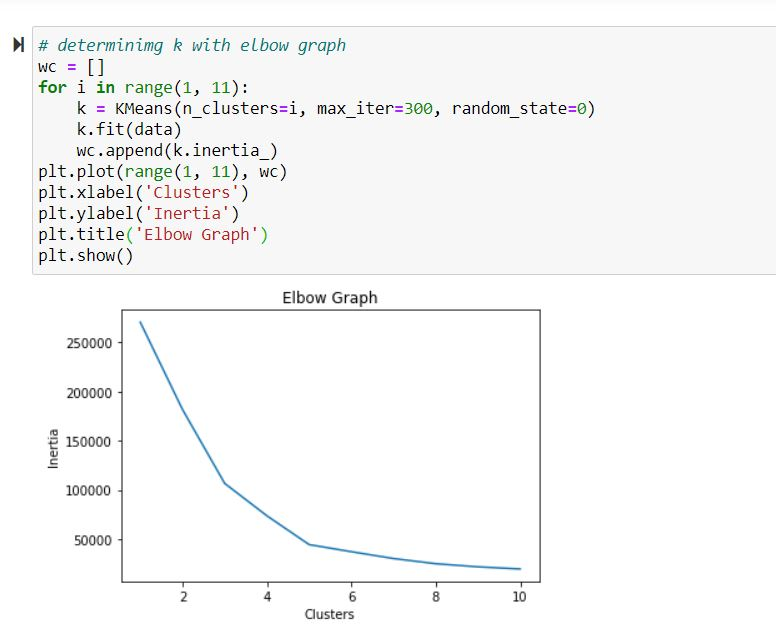 # determinimg k with elbow graph
wc = []
for i in range(1, 11):
    k = KMeans(n_clusters=i, max_iter=300, random_state=0)
    k.fit(data)
    wc.append(k.inertia_)
plt.plot(range(1, 11), wc)
plt.xlabel('Clusters')
plt.ylabel('Inertia')
plt.title('Elbow Graph')
plt.show()
Elbow Graph
250000
200000
150000
100000
50000
Inertia
2 4 6 8 10
Clusters